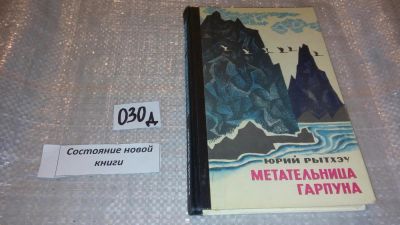 030д
Состояние новой
книги
ЮРИЙ РЫТХЭУ
МЕТАТЕЛЬНИЦА
ГАРПУНА